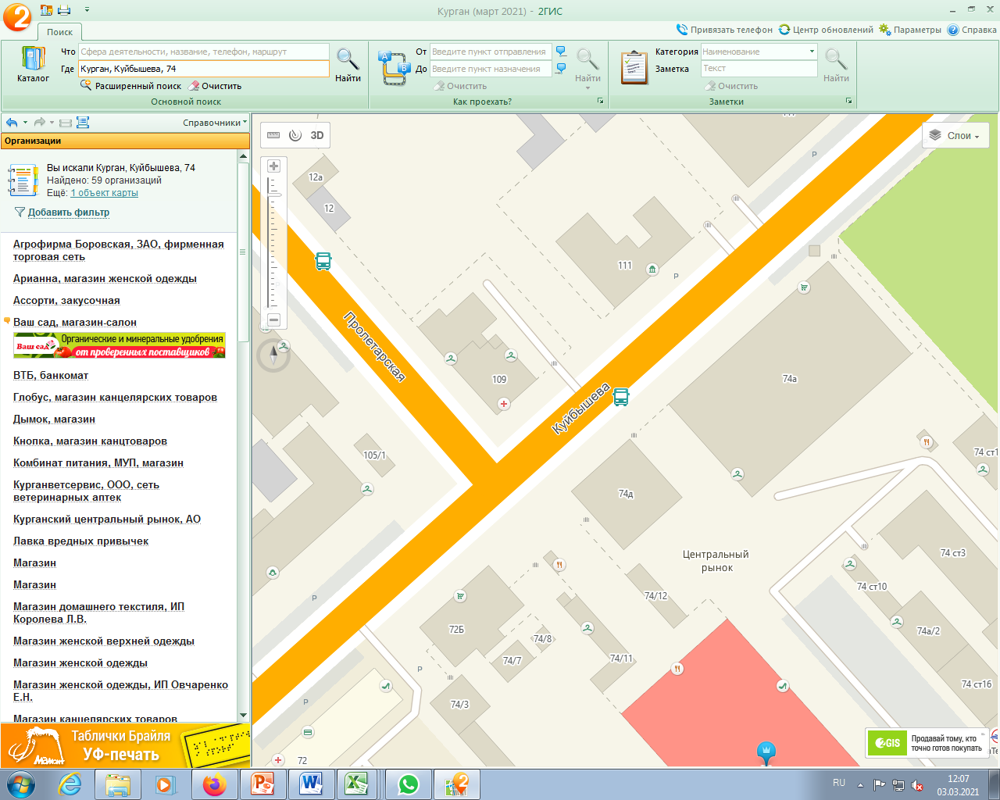 Курган (март 2021) - 2ГИС
Поиск
Привязать телефон
Центр обновлений
Параметры
Справка
Каталог
Что
Сфера деятельности, название, телефон, маршрут
Где
Курган, Куйбышева, 74
Расширенный поиск
Очистить
Найти
Основной поиск
От
Введите пункт отправления
До
Введите пункт назначения
Очистить
Найти
Как проехать?
Категория
Наименование
Заметка
Текст
Очистить
Найти
Заметки
Справочники
Организации
Вы искали Курган, Куйбышева, 74
Найдено: 59 организаций
Ещё: 1 объект карты
Добавить фильтр
Агрофирма Боровская, ЗАО, фирменная
торговая сеть
Арианна, магазин женской одежды
Ассорти, закусочная
Ваш сад, магазин-салон
Ваш сад
Органические и минеральные удобрения
от проверенных поставщиков
ВТБ, банкомат
Глобус, магазин канцелярских товаров
Дымок, магазин
Кнопка, магазин канцтоваров
Комбинат питания, МУП, магазин
Курганветсервис, ООО, сеть
ветеринарных аптек
Курганский центральный рынок, АО
Лавка вредных привычек
Магазин
Магазин
Магазин домашнего текстиля, ИП
Королева Л.В.
Магазин женской верхней одежды
Магазин женской одежды
Магазин женской одежды, ИП Овчаренко
Е.Н.
Магазин канцелярских товаров
Мамонт
Таблички Брайля
УФ-печать
3D
Слои
12а
12
P
111
P
Пролетарская
109
Куйбышева
74а
105/1
74 ст1
74д
Центральный
рынок
74 ст3
74 ст10
P
74/12
72Б
74а/2
74/8
74/7
74/11
P
74 ст16
74/3
P
72
2GIS
Продавай тому, кто
точно готов покупать
RU
12:07
03.03.2021